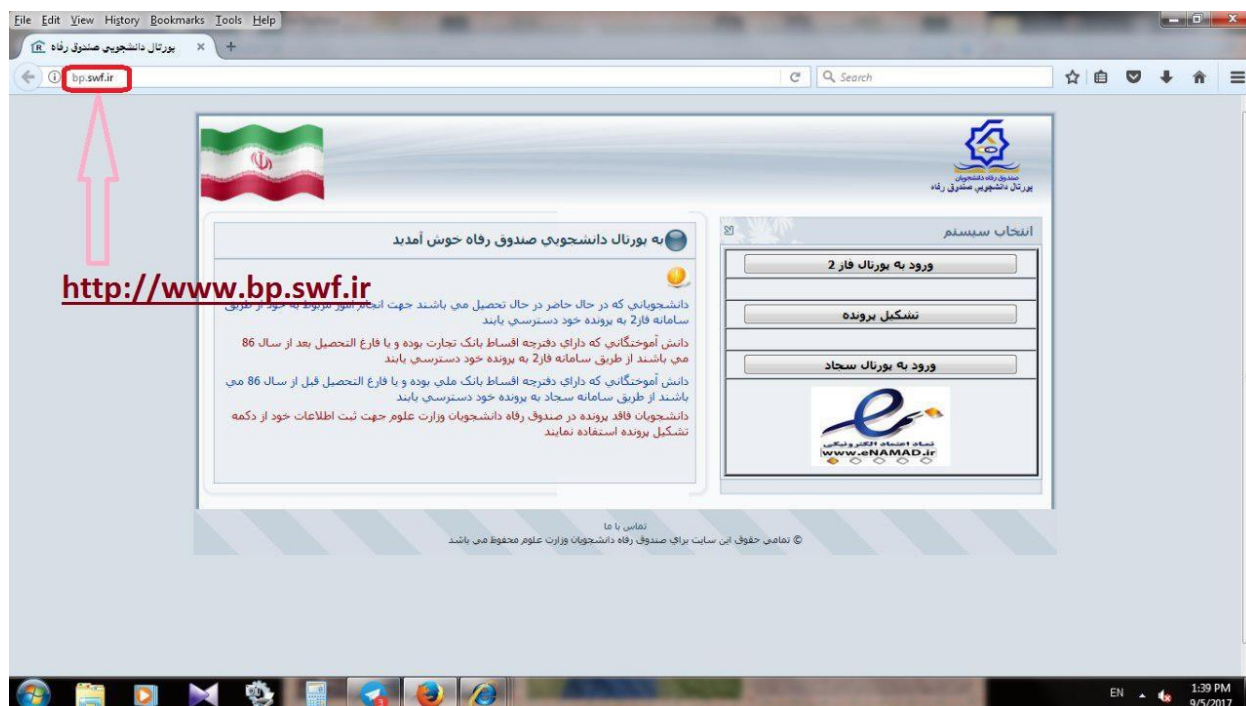 File Edit View History Bookmarks Tools Help
پورتال دانشجویی صندوق رفاه
bp.swf.ir
Search
صندوق رفاه دانشجویان
پورتال دانشجویی صندوق رفاه
http://www.bp.swf.ir
به پورتال دانشجویی صندوق رفاه خوش آمدید
دانشجویانی که در حال حاضر در حال تحصیل می باشند جهت انجام امور مربوط به خود از طریق
سامانه فاز2 به پرونده خود دسترسی یابند
دانش آموختگانی که دارای دفترچه اقساط بانک تجارت بوده و یا فارغ التحصیل بعد از سال 86
می باشند از طریق سامانه فاز2 به پرونده خود دسترسی یابند
دانش آموختگانی که دارای دفترچه اقساط بانک ملی بوده و یا فارغ التحصیل قبل از سال 86 می
باشند از طریق سامانه سجاد به پرونده خود دسترسی یابند
دانشجویان فاقد پرونده در صندوق رفاه دانشجویان وزارت علوم جهت ثبت اطلاعات خود از دکمه
تشکیل پرونده استفاده نمایند
انتخاب سیستم
ورود به پورتال فاز 2
تشکیل پرونده
ورود به پورتال سجاد
نماد اعتماد الکترونیکی
www.eNAMAD.ir
تماس با ما
© تمامی حقوق این سایت برای صندوق رفاه دانشجویان وزارت علوم محفوظ می باشد
EN
1:39 PM
9/5/2017